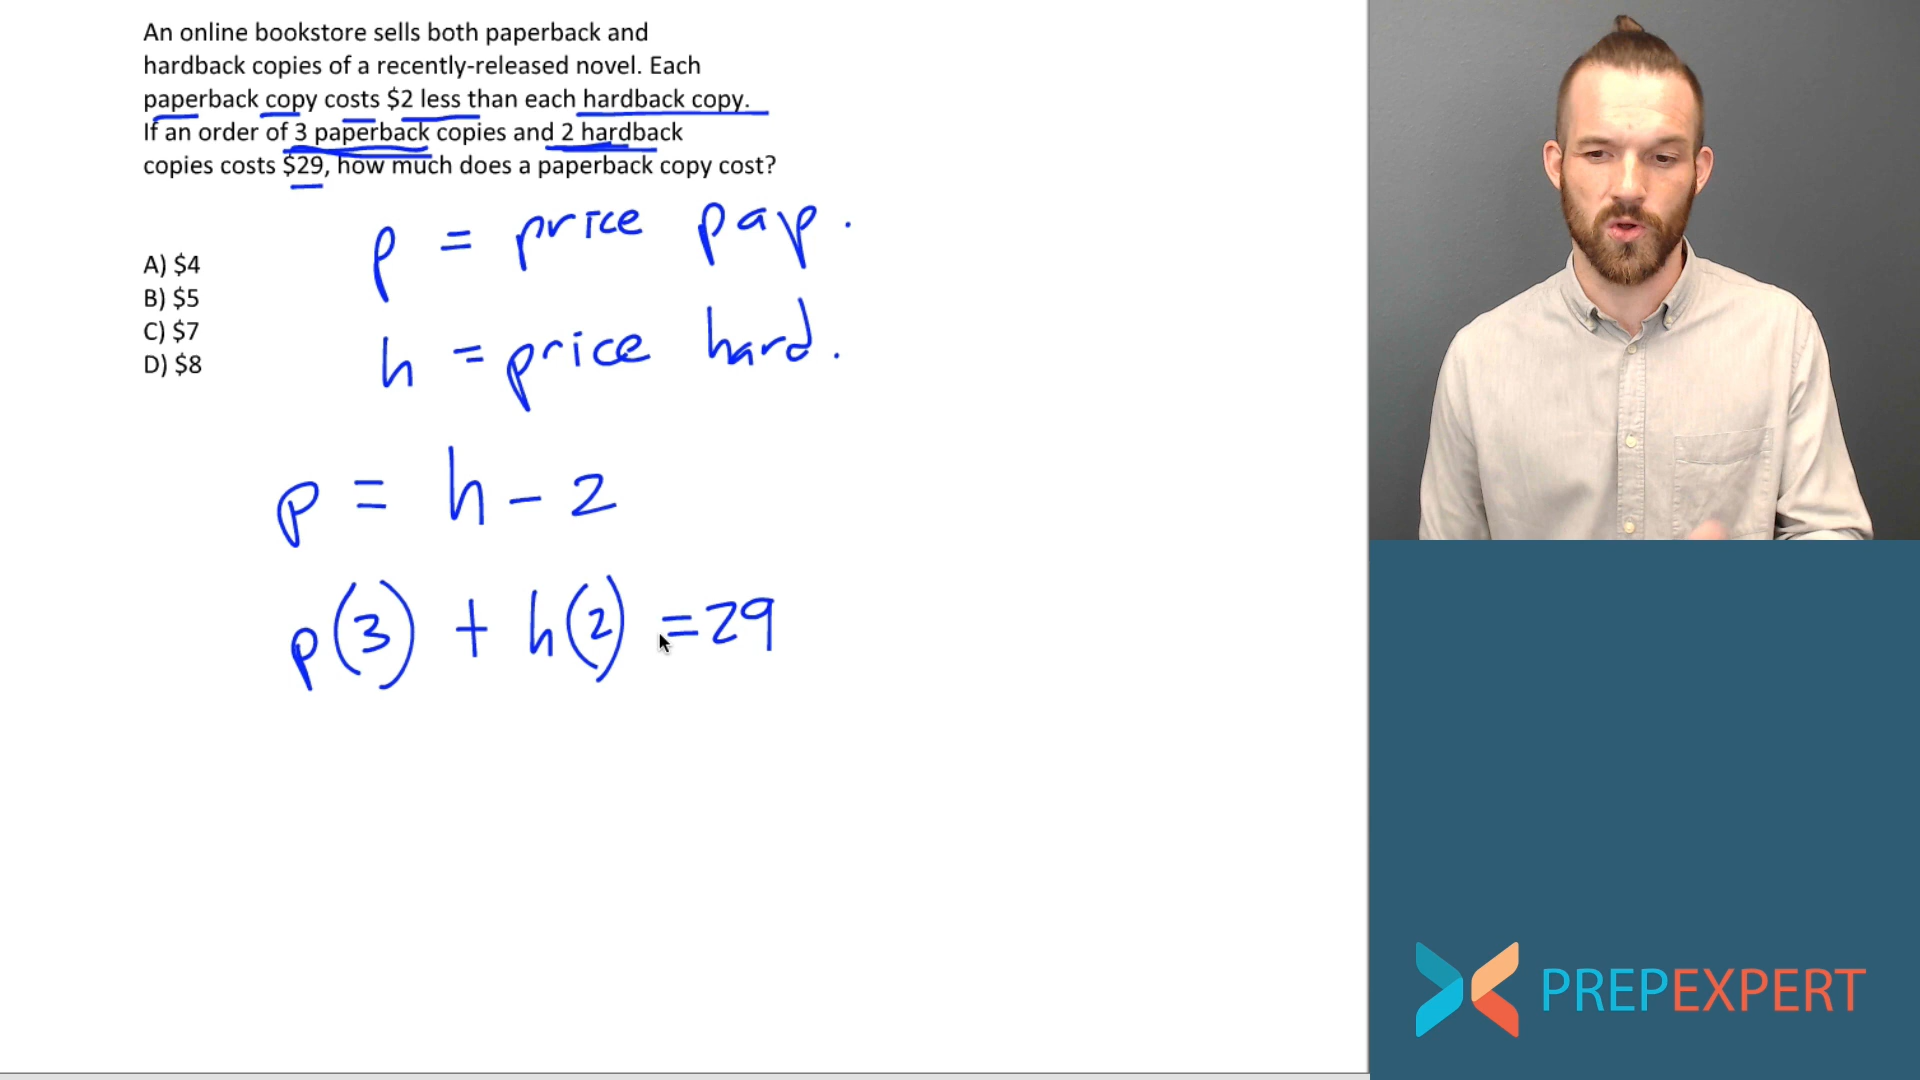 An online bookstore sells both paperback and
hardback copies of a recently-released novel. Each
paperback copy costs $2 less than each hardback copy.
If an order of 3 paperback copies and 2 hardback
copies costs $29, how much does a paperback copy cost?
A) $4
B) $5
C) $7
D) $8
p = price pap.
h = price hard.
p = h - 2
p(3) + h(2) = 29
PREPEXPERT